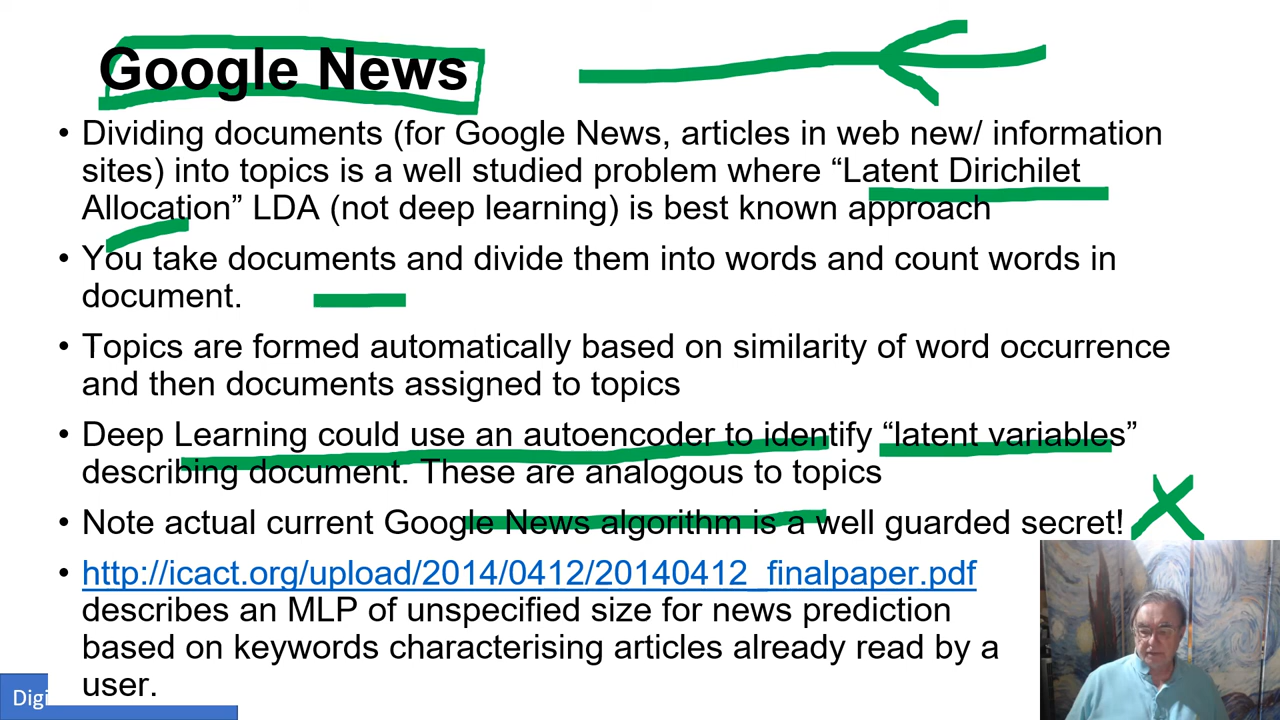 Google News
• Dividing documents (for Google News, articles in web new/ information
sites) into topics is a well studied problem where “Latent Dirichilet
Allocation” LDA (not deep learning) is best known approach
• You take documents and divide them into words and count words in
document.
• Topics are formed automatically based on similarity of word occurrence
and then documents assigned to topics
• Deep Learning could use an autoencoder to identify “latent variables”
describing document. These are analogous to topics
• Note actual current Google News algorithm is a well guarded secret!
• http://icact.org/upload/2014/0412/20140412_finalpaper.pdf
describes an MLP of unspecified size for news prediction
based on keywords characterising articles already read by a
user.
Digi